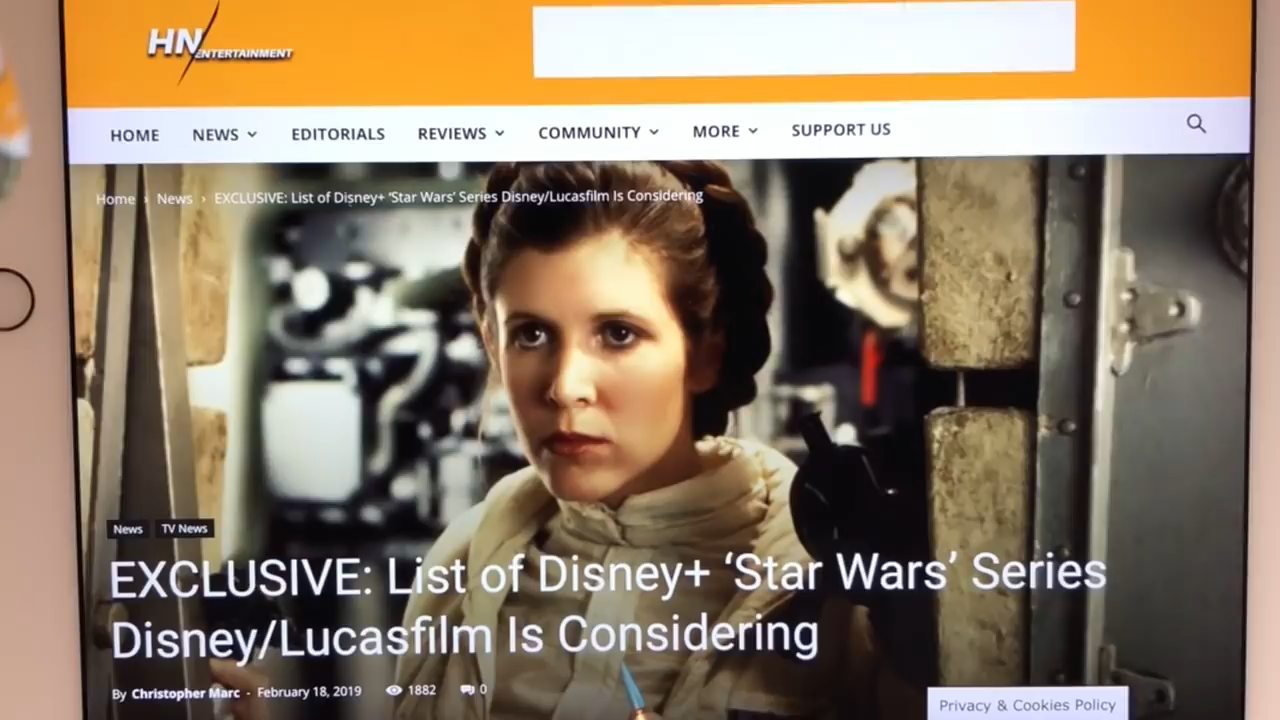 HN ENTERTAINMENT
HOME NEWS EDITORIALS REVIEWS COMMUNITY MORE SUPPORT US
Home › News › EXCLUSIVE: List of Disney+ 'Star Wars' Series Disney/Lucasfilm Is Considering
News TV News
EXCLUSIVE: List of Disney+ ‘Star Wars’ Series
Disney/Lucasfilm Is Considering
By Christopher Marc - February 18, 2019 1882 0
Privacy & Cookies Policy